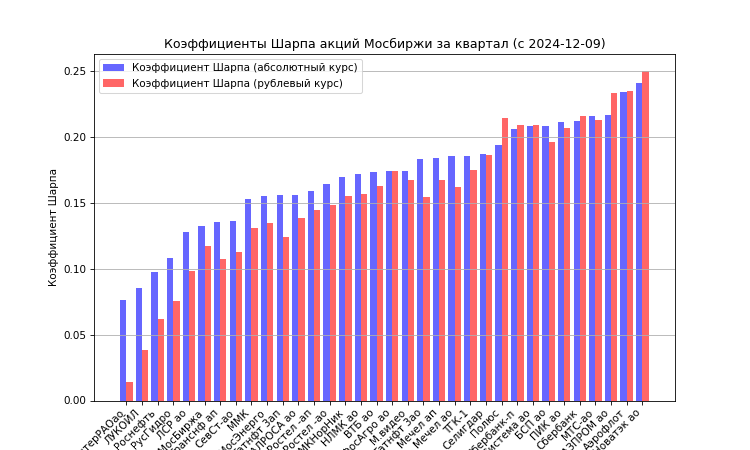 Коэффициенты Шарпа акций Мосбиржи за квартал (с 2024-12-09)
Коэффициент Шарпа (абсолютный курс)
Коэффициент Шарпа (рублевый курс)
Коэффициент Шарпа
0.25
0.20
0.15
0.10
0.05
0.00
ЛУКОЙЛ
Роснефть
РусГидро
ЛСР ао
МосБиржа
СевСт-ао
ММК
Ростел -ап
Ростел -ао
НЛМК ао
ВТБ ао
М.видео
Мечел ап
Мечел ао
ТГК-1
Селигдар
Полюс
БСП ао
ПИК ао
Сбербанк
МТС-ао
Аэрофлот